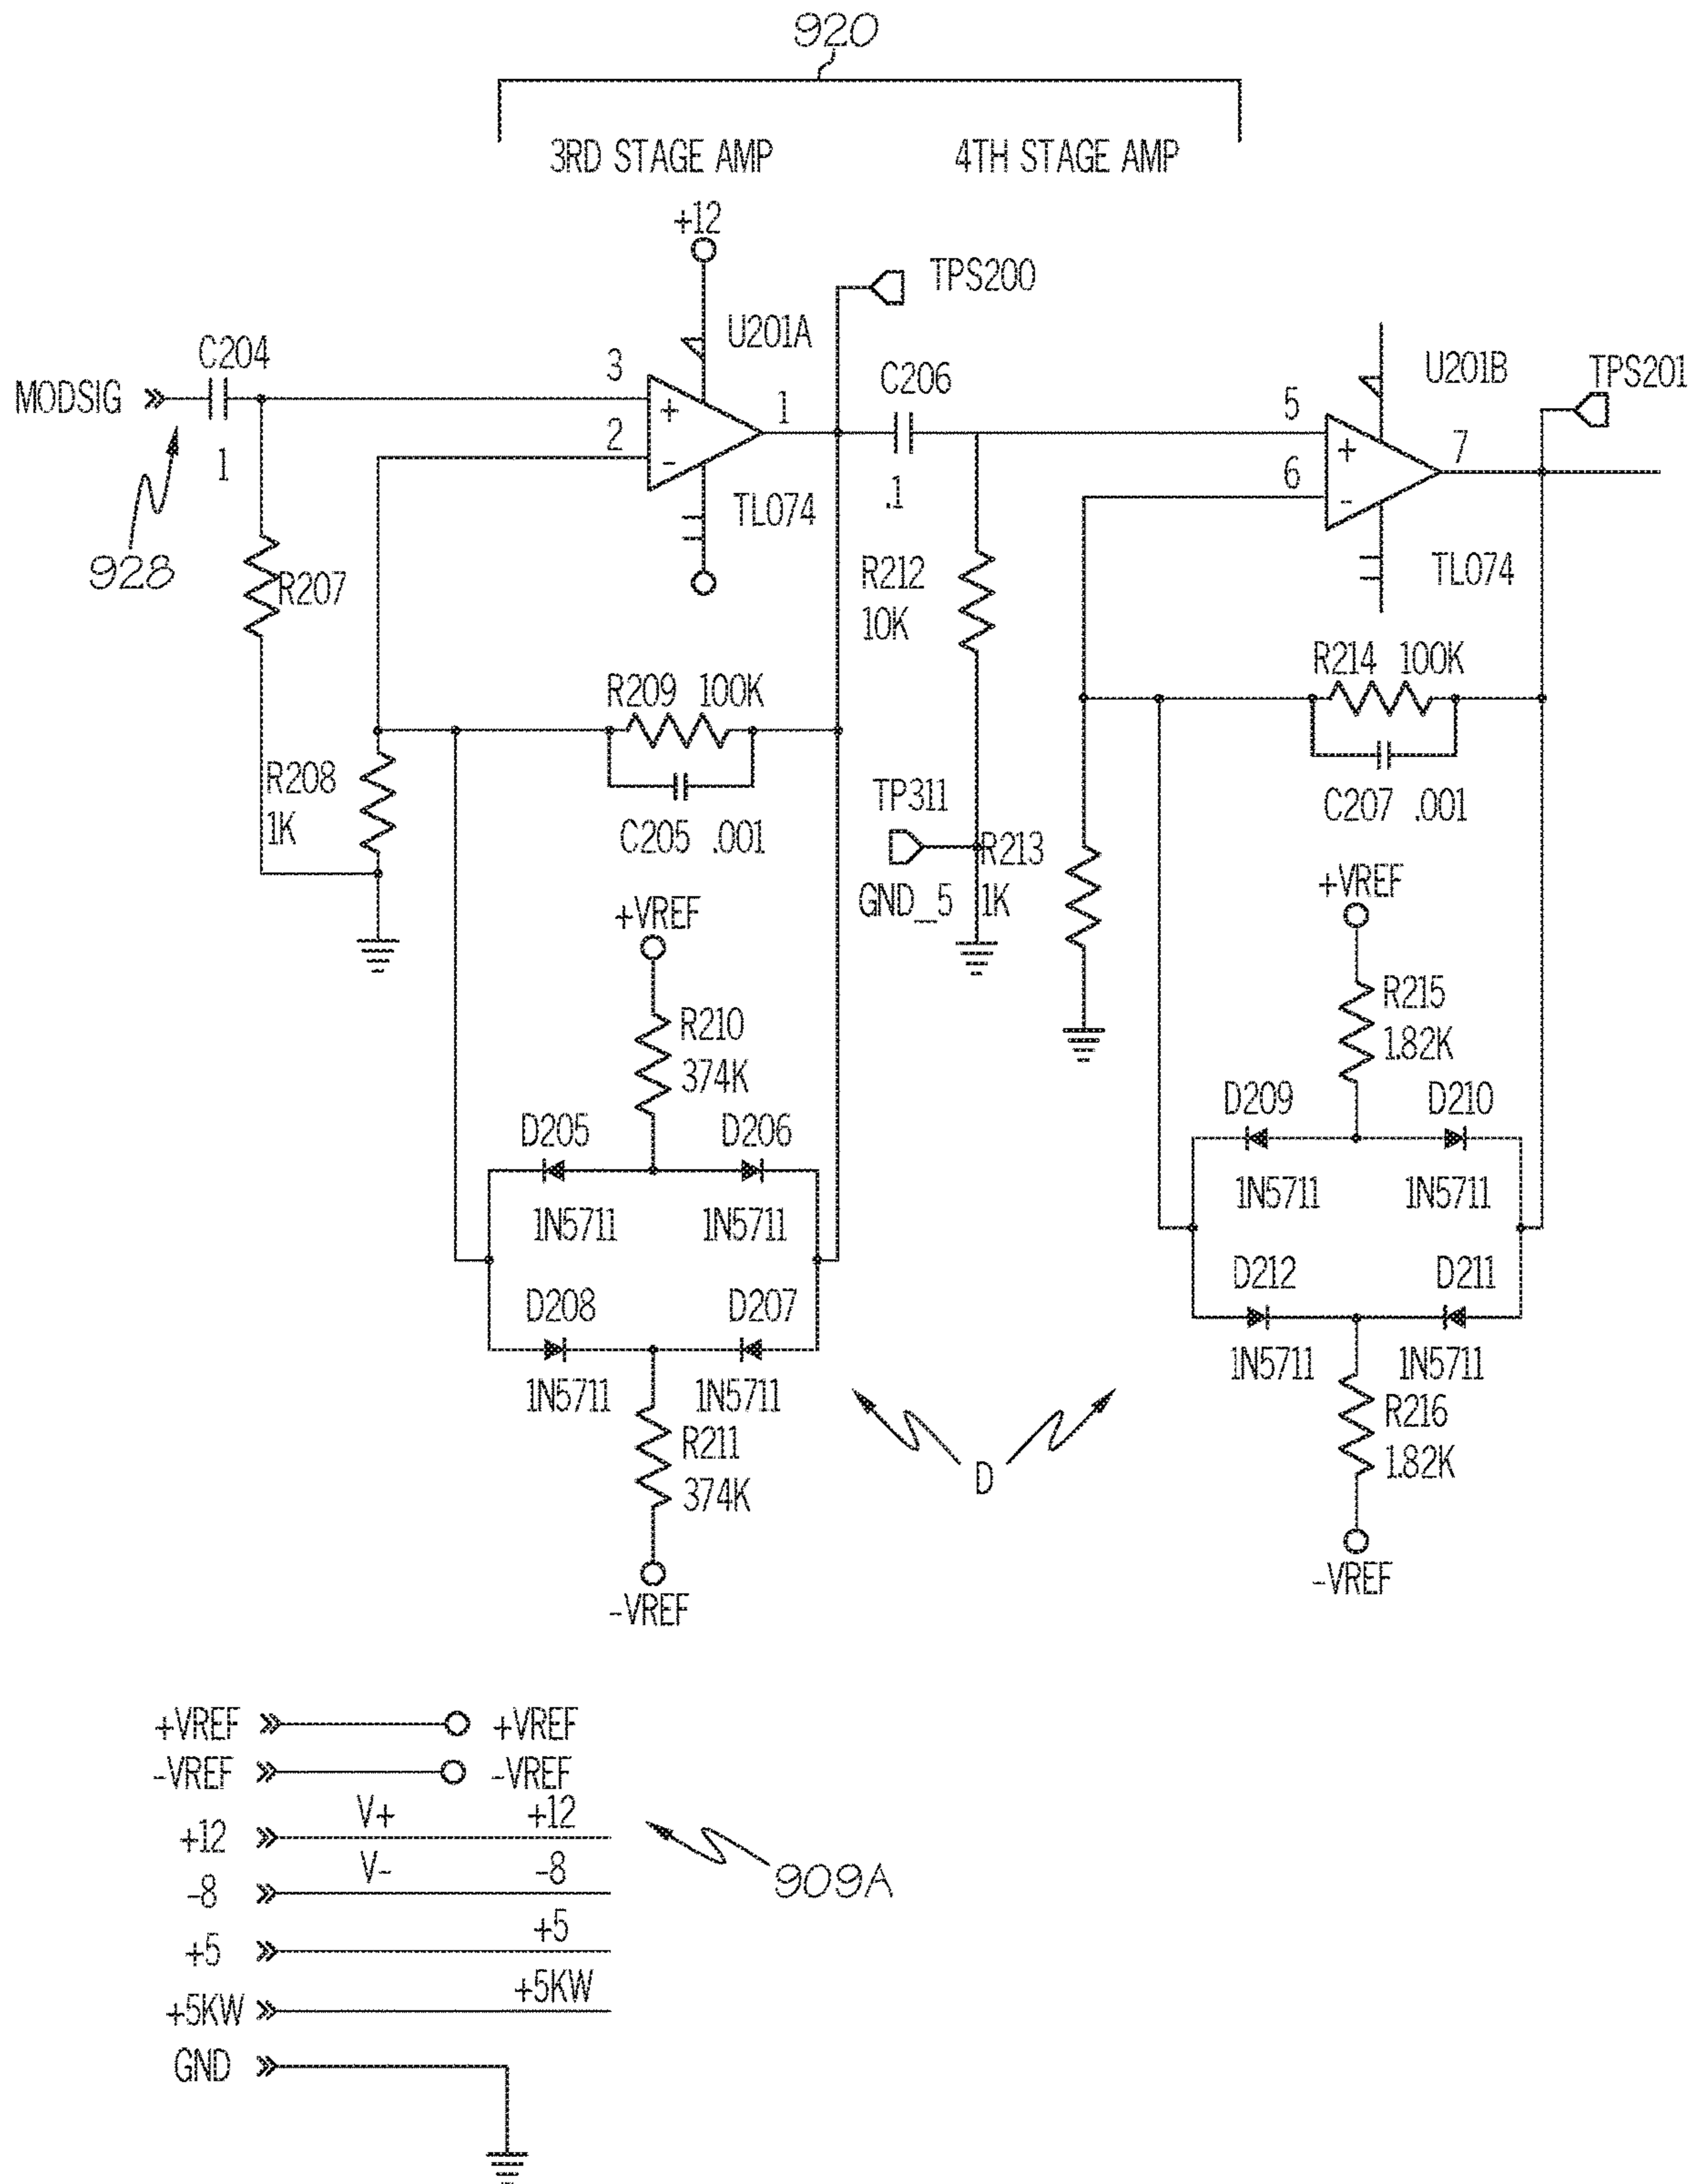 920
3RD STAGE AMP
4TH STAGE AMP
+12
TPS200
U201A
C204
MODSIG
1
928
3
+
2
-
1
TL074
C206
.1
U201B
TPS201
5
+
6
-
7
TL074
R207
R212
10K
R214 100K
C207 .001
R209 100K
C205 .001
R208
1K
TP311
GND_5
R213
1K
+VREF
R210
374K
D205
D206
1N5711
1N5711
D208
D207
1N5711
1N5711
R211
374K
-VREF
+VREF
R215
1.82K
D209
D210
1N5711
1N5711
D212
D211
1N5711
1N5711
R216
1.82K
-VREF
D
+VREF +VREF
-VREF -VREF
+12 V+ +12
-8 V- -8
+5 +5
+5KW +5KW
GND
909A